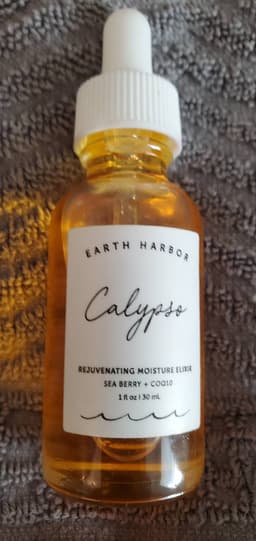 EARTH HARBOR
Calypso
REJUVENATING MOISTURE ELIXIR
SEA BERRY + COQ10
1 fl oz | 30 mL